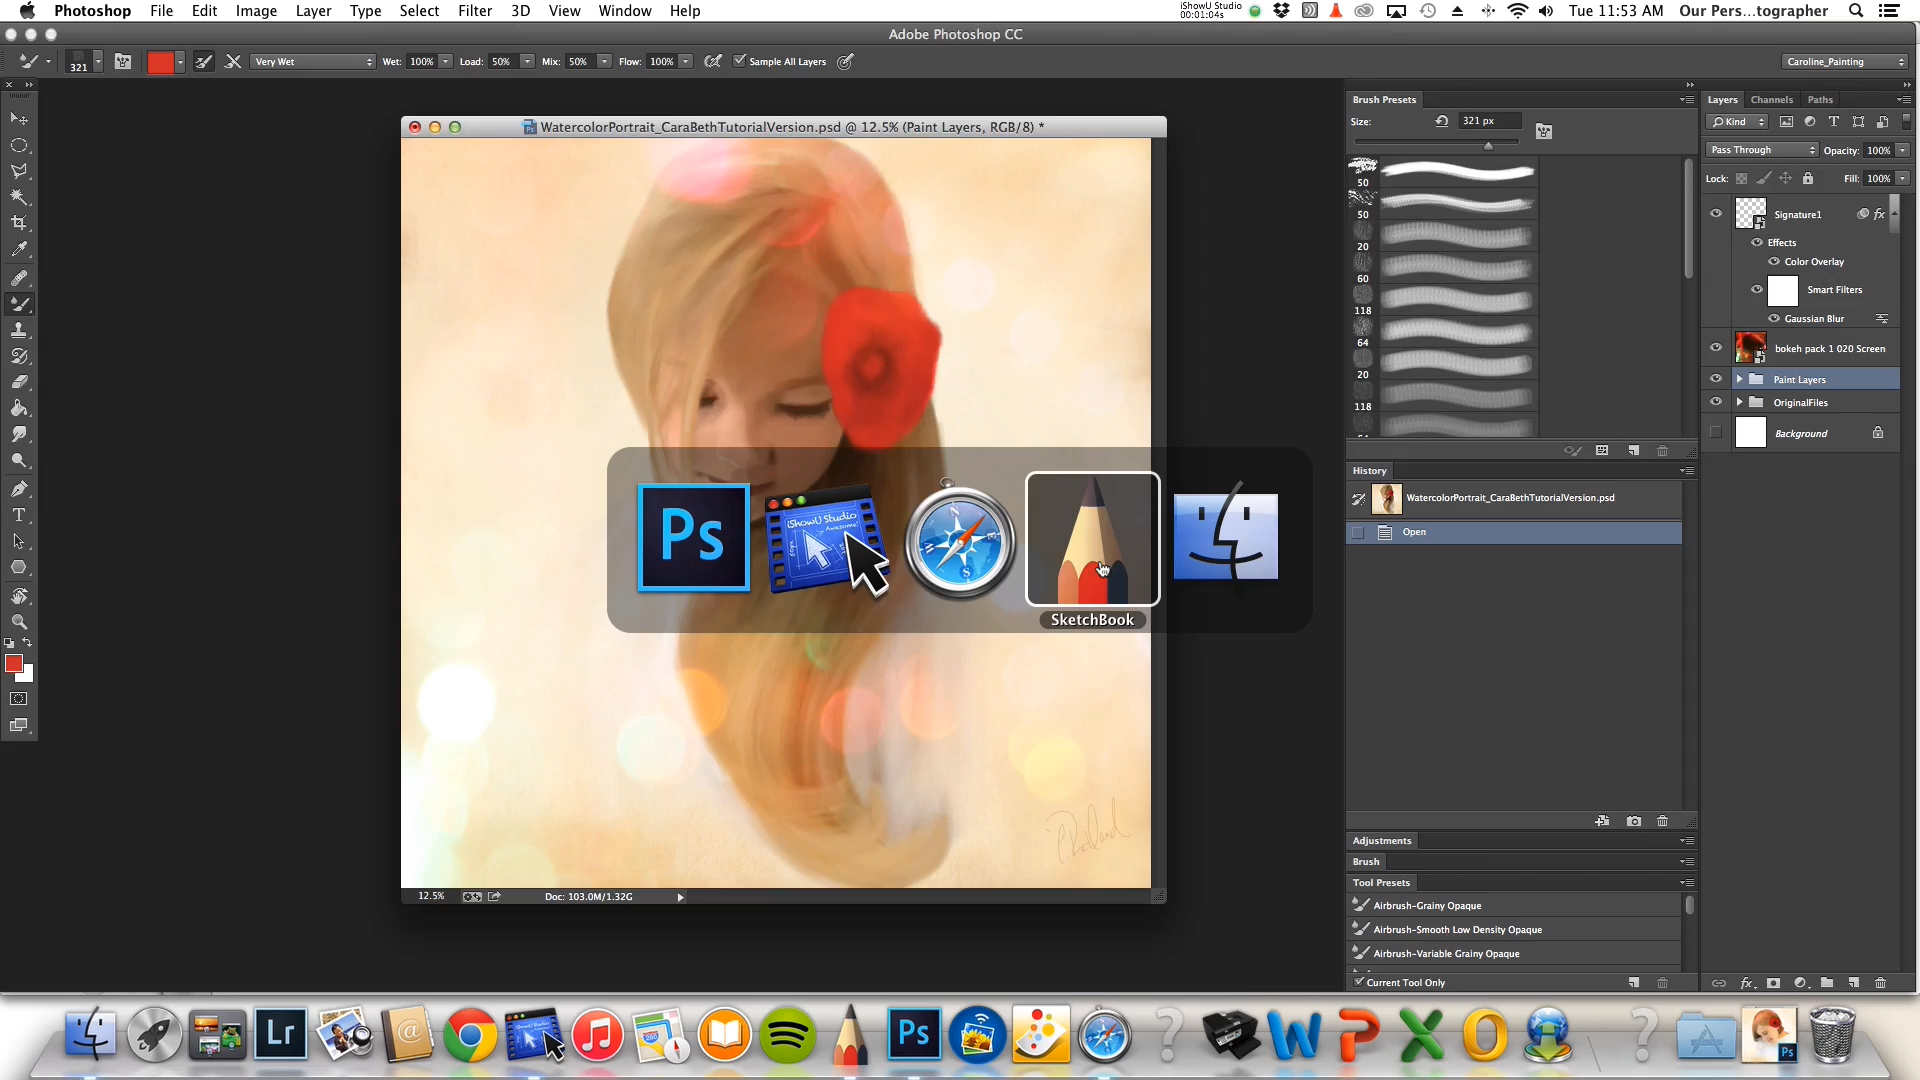 Photoshop File Edit Image Layer Type Select Filter 3D View Window Help
iShowU Studio
00:01:04s
Tue 11:53 AM Our Pers...tographer
Adobe Photoshop CC
321 Very Wet Wet: 100% Load: 50% Mix: 50% Flow: 100% Sample All Layers Caroline_Painting
WatercolorPortrait_CaraBethTutorialVersion.psd @ 12.5% (Paint Layers, RGB/8) *
Ps
iShowU Studio
SketchBook
12.5% Doc: 103.0M/1.32G
Brush Presets
Size: 321 px
50
50
20
60
118
64
20
118
History
WatercolorPortrait_CaraBethTutorialVersion.psd
Open
Adjustments
Brush
Tool Presets
Airbrush-Grainy Opaque
Airbrush-Smooth Low Density Opaque
Airbrush-Variable Grainy Opaque
Current Tool Only
Layers Channels Paths
Kind
Pass Through Opacity: 100%
Lock: Fill: 100%
Signature1 fx
Effects
Color Overlay
Smart Filters
Gaussian Blur
bokeh pack 1 020 Screen
Paint Layers
OriginalFiles
Background
fx
Lr
Ps